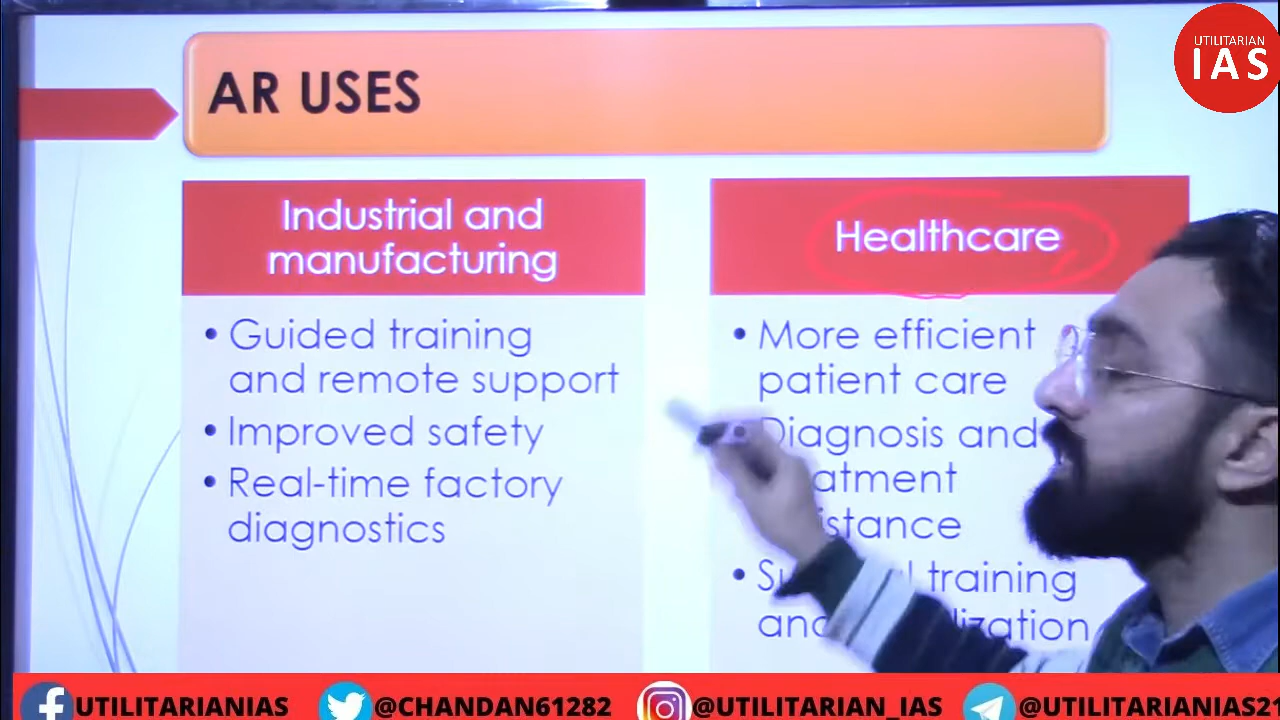 UTILITARIAN
IAS
AR USES
Industrial and
manufacturing
• Guided training
and remote support
• Improved safety
• Real-time factory
diagnostics
Healthcare
• More efficient
patient care
• Diagnosis and
training
UTILITARIANIAS
@CHANDAN61282
@UTILITARIAN_IAS
@UTILITARIANIAS21